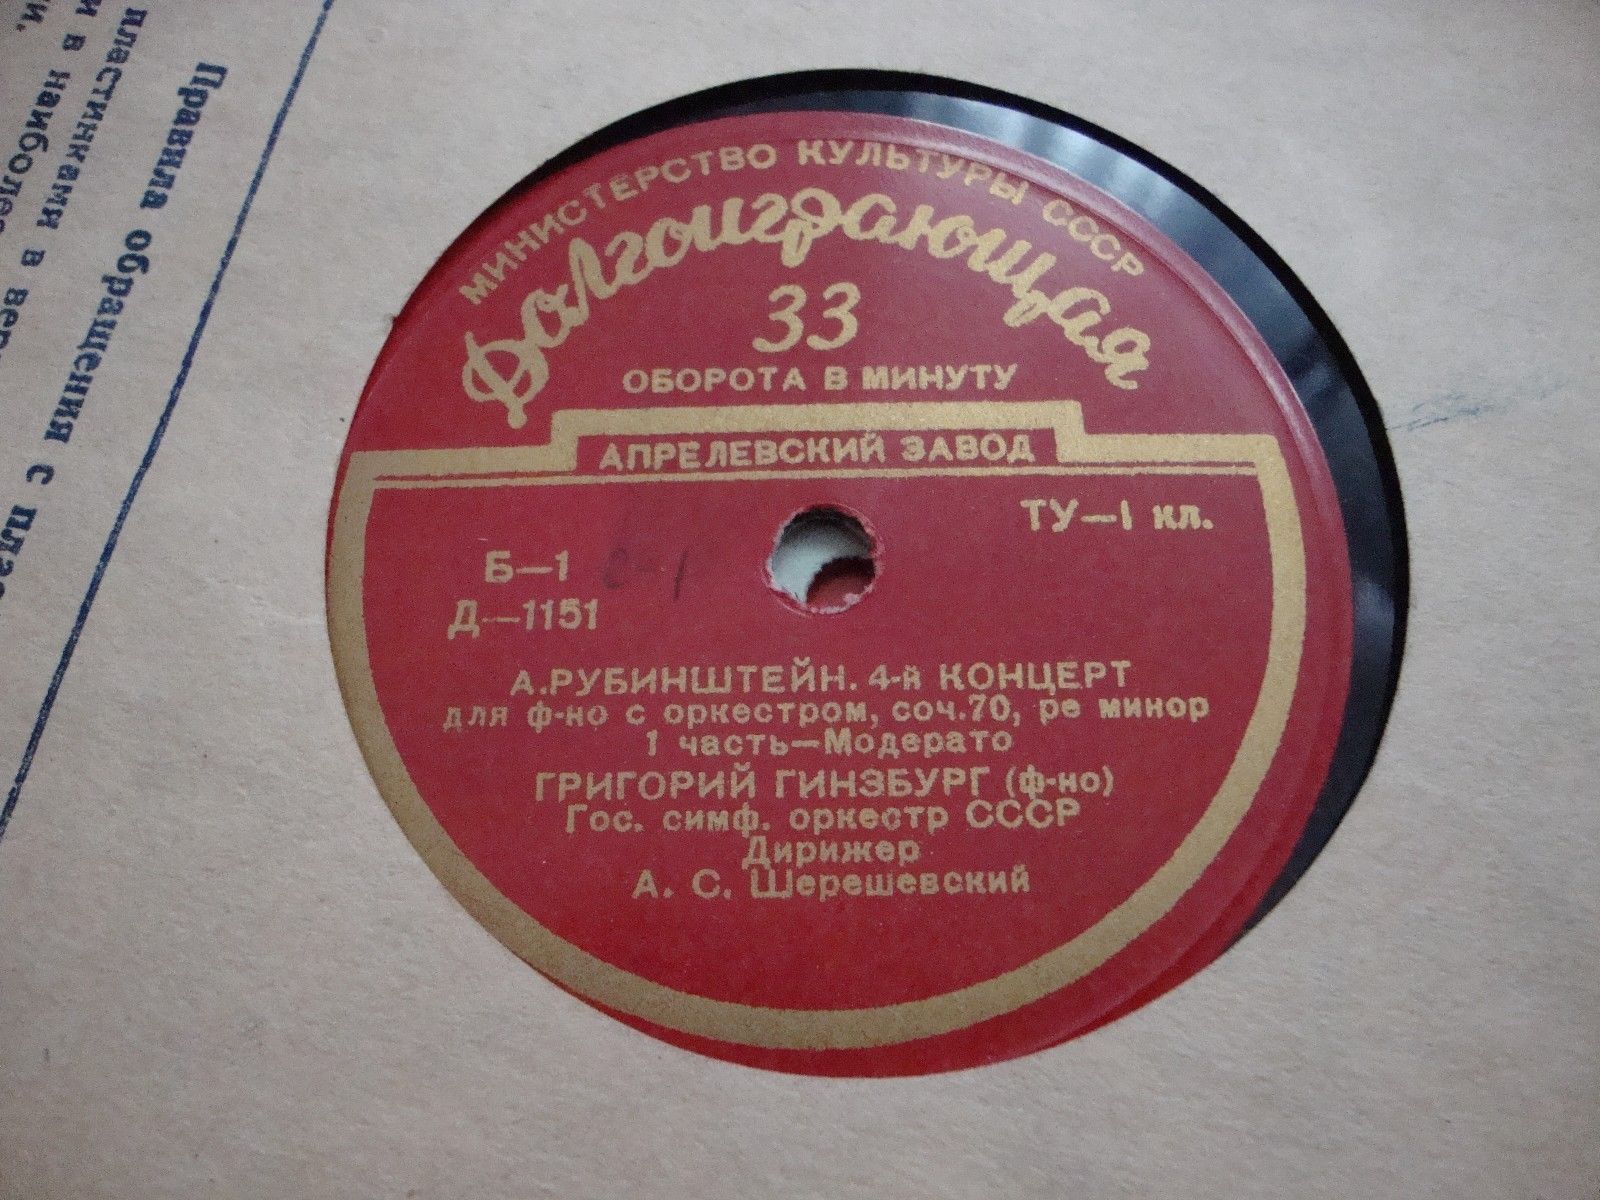 МИНИСТЕРСТВО КУЛЬТУРЫ СССР
Долгоиграющая
33
ОБОРОТА В МИНУТУ
АПРЕЛЕВСКИЙ ЗАВОД
ТУ—1 кл.
Б—1
Д—1151
А.РУБИНШТЕЙН. 4-й КОНЦЕРТ
для ф-но с оркестром, соч.70, ре минор
1 часть—Модерато
ГРИГОРИЙ ГИНЗБУРГ (ф-но)
Гос. симф. оркестр СССР
Дирижер
А. С. Шерешевский
Правила обращения с
пластинками в
в